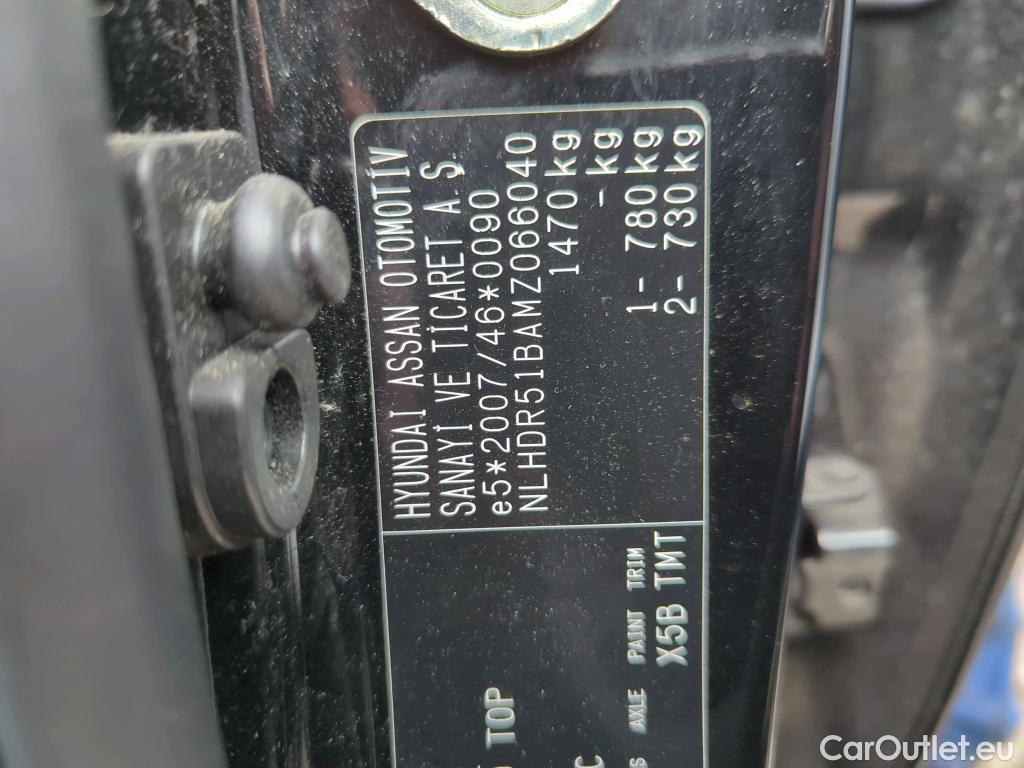 HYUNDAI ASSAN OTOMOTİV
SANAYİ VE TİCARET A.Ş.
e5*2007/46*0090
NLHDR51BAMZ066040
1470 kg
- kg
1- 780 kg
2- 730 kg
TOP
AXLE PAINT TRIM
X5B TMT
CarOutlet.eu